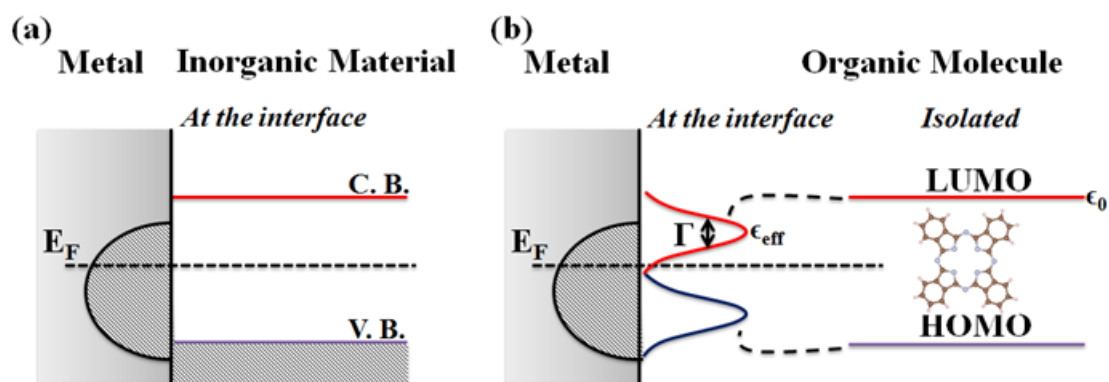 (a)
Metal Inorganic Material
At the interface
C. B.
E_F
V. B.
(b)
Metal Organic Molecule
At the interface Isolated
LUMO
ϵ₀
Γ
ϵ_eff
E_F
HOMO